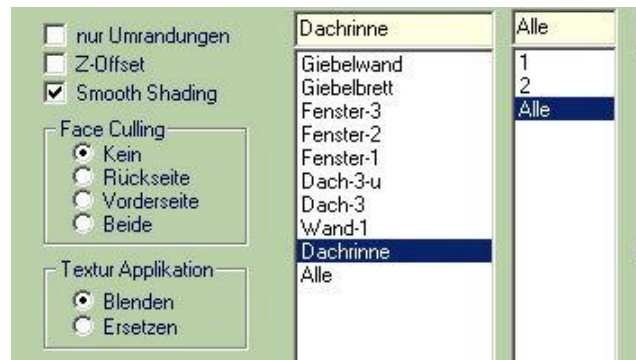 nur Umrandungen
Z-Offset
Smooth Shading
Face Culling
Kein
Rückseite
Vorderseite
Beide
Textur Applikation
Blenden
Ersetzen
Dachrinne
Giebelwand
Giebelbrett
Fenster-3
Fenster-2
Fenster-1
Dach-3-u
Dach-3
Wand-1
Dachrinne
Alle
Alle
1
2
Alle